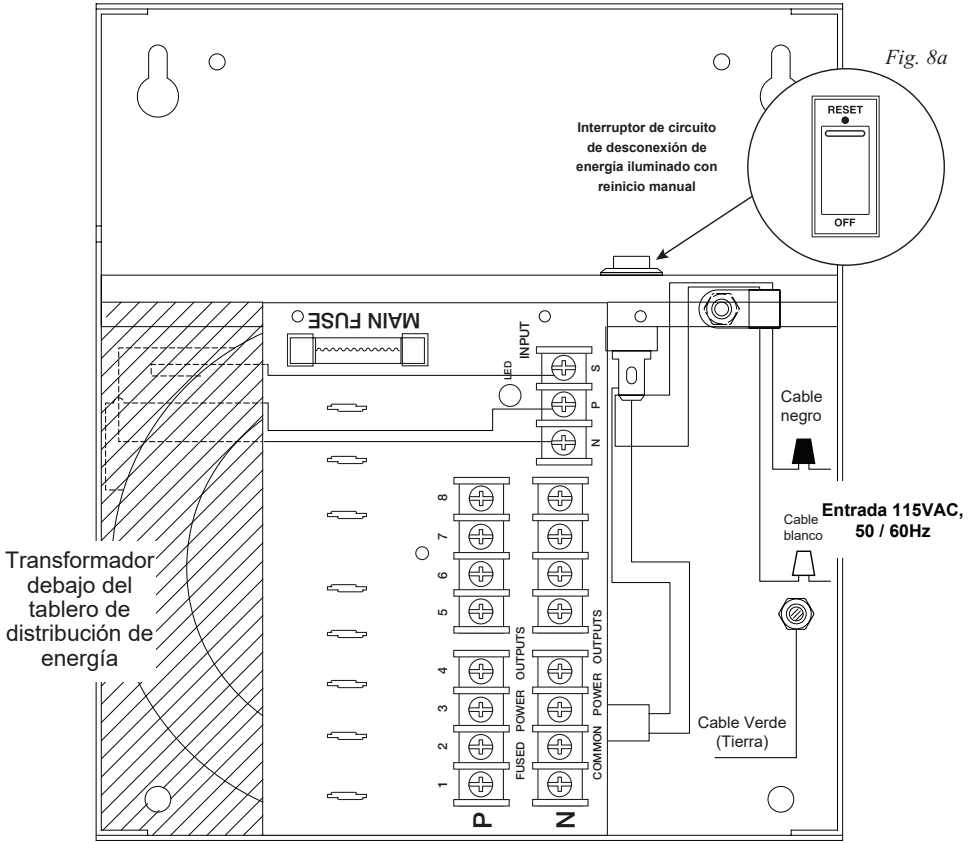 Fig. 8a
RESET
OFF
Interruptor de circuito
de desconexión de
energía iluminado con
reinicio manual
MAIN FUSE
INPUT
LED
S
P
N
Cable
negro
Entrada 115VAC,
50 / 60Hz
Cable
blanco
Transformador
debajo del
tablero de
distribución de
energía
8
7
6
5
4
3
2
1
FUSED POWER OUTPUTS
COMMON POWER OUTPUTS
P
N
Cable Verde
(Tierra)